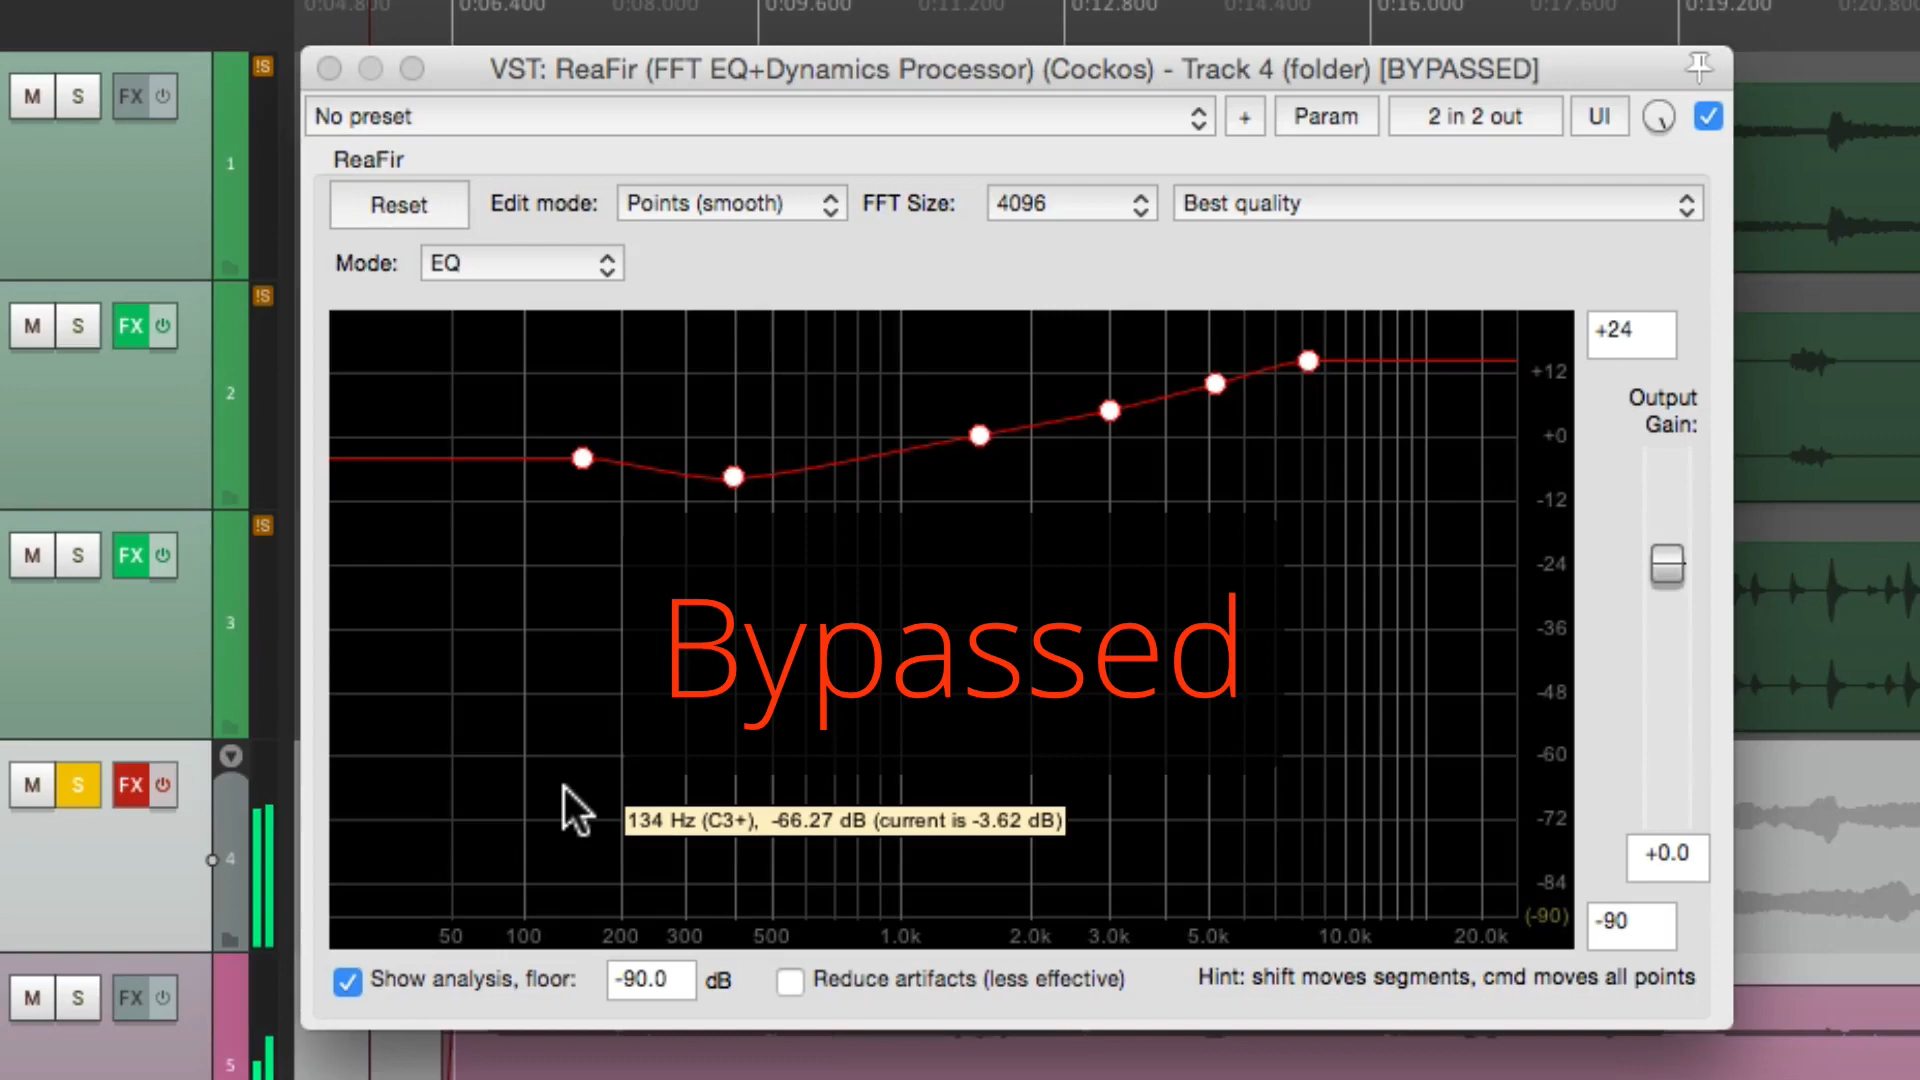 0:04.800 0:06.400 0:08.000 0:09.600 0:11.200 0:12.800 0:14.400 0:16.000 0:17.600 0:19.200 0:20.800
VST: ReaFir (FFT EQ+Dynamics Processor) (Cockos) - Track 4 (folder) [BYPASSED]
No preset + Param 2 in 2 out UI
ReaFir
Reset Edit mode: Points (smooth) FFT Size: 4096 Best quality
Mode: EQ
M S FX !S
1
M S FX !S
2
M S FX !S
3
M S FX
4
M S FX
5
+24
+12
Output
Gain:
+0
-12
-24
-36
-48
-60
-72
-84
(-90)
Bypassed
134 Hz (C3+), -66.27 dB (current is -3.62 dB)
+0.0
-90
50 100 200 300 500 1.0k 2.0k 3.0k 5.0k 10.0k 20.0k
Show analysis, floor: -90.0 dB Reduce artifacts (less effective) Hint: shift moves segments, cmd moves all points